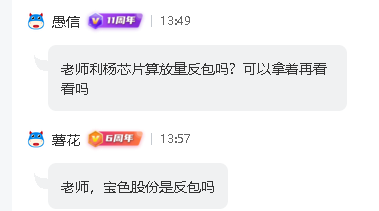 愚信 11周年 | 13:49
老师利杨芯片算放量反包吗？可以拿着再看
看吗
薯花 6周年 | 13:57
老师，宝色股份是反包吗